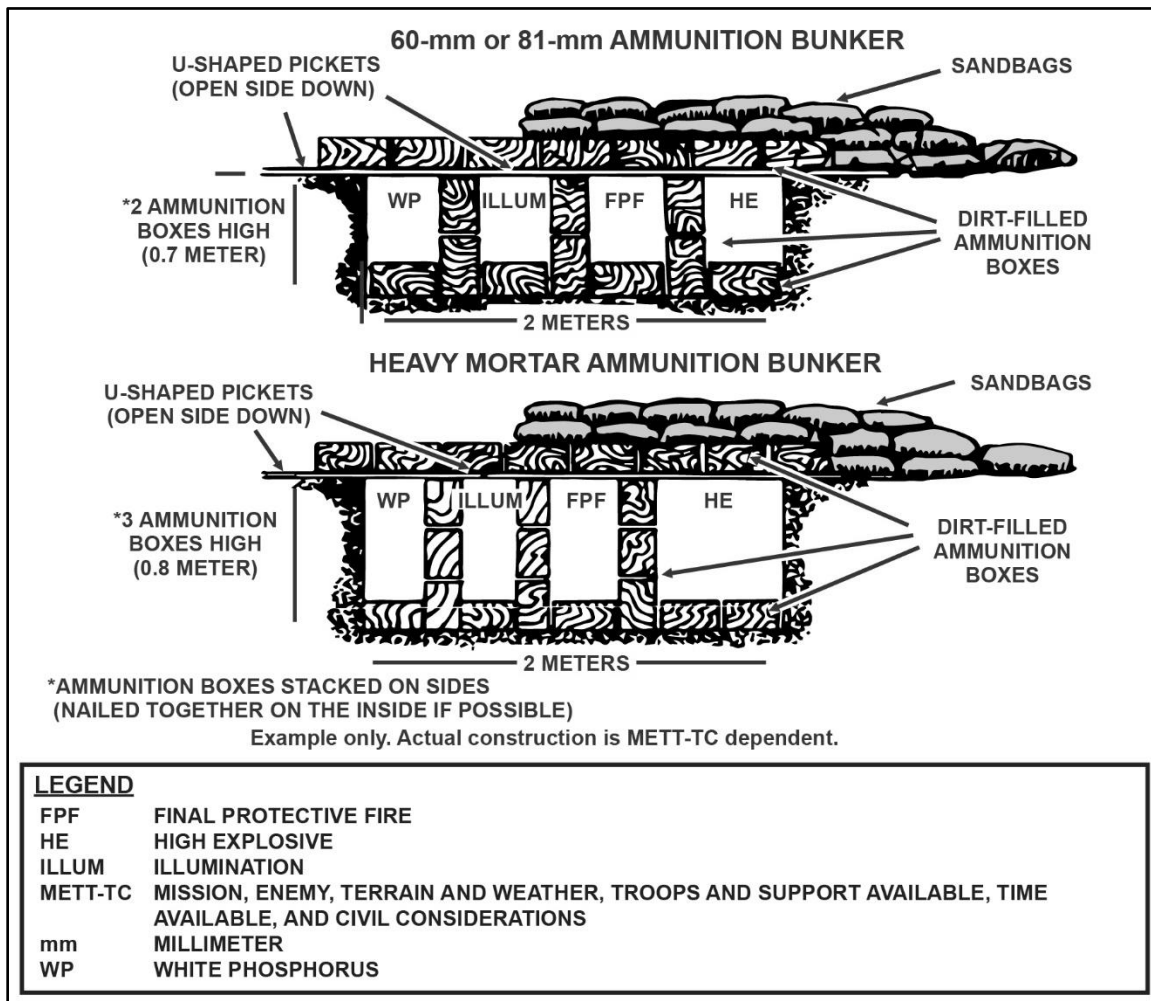 60-mm or 81-mm AMMUNITION BUNKER
U-SHAPED PICKETS
(OPEN SIDE DOWN)
SANDBAGS
WP
ILLUM
FPF
HE
*2 AMMUNITION
BOXES HIGH
(0.7 METER)
DIRT-FILLED
AMMUNITION
BOXES
2 METERS
HEAVY MORTAR AMMUNITION BUNKER
U-SHAPED PICKETS
(OPEN SIDE DOWN)
SANDBAGS
WP
ILLUM
FPF
HE
*3 AMMUNITION
BOXES HIGH
(0.8 METER)
DIRT-FILLED
AMMUNITION
BOXES
2 METERS
*AMMUNITION BOXES STACKED ON SIDES
(NAILED TOGETHER ON THE INSIDE IF POSSIBLE)
Example only. Actual construction is METT-TC dependent.
LEGEND
FPF FINAL PROTECTIVE FIRE
HE HIGH EXPLOSIVE
ILLUM ILLUMINATION
METT-TC MISSION, ENEMY, TERRAIN AND WEATHER, TROOPS AND SUPPORT AVAILABLE, TIME
AVAILABLE, AND CIVIL CONSIDERATIONS
mm MILLIMETER
WP WHITE PHOSPHORUS